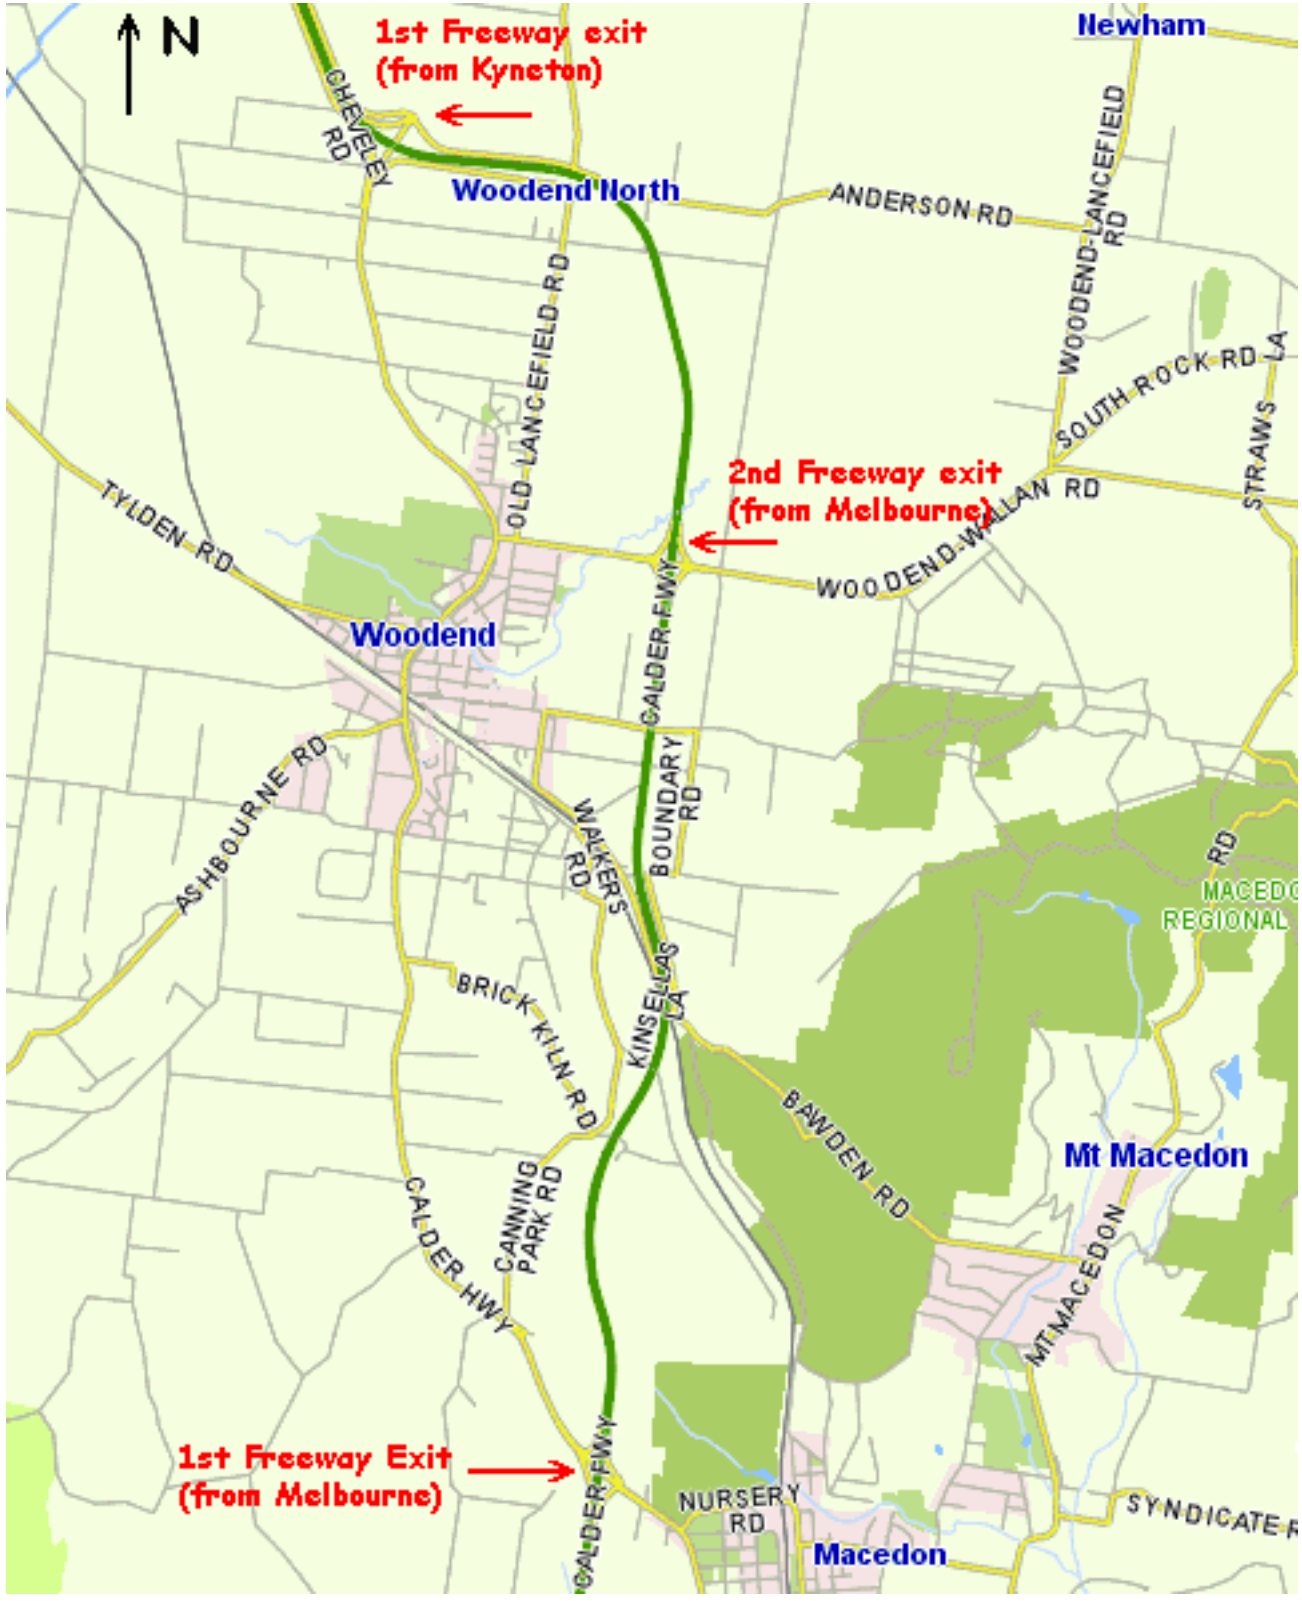 N
1st Freeway exit
(from Kyneton)
Newham
CHEVELEY
RD
Woodend North
ANDERSON RD
WOODEND-LANCEFIELD
RD
OLD LANCEFIELD RD
SOUTH ROCK RD
LA
STRAWS
TYLDEN RD
2nd Freeway exit
(from Melbourne)
WOODEND-WALLAN RD
CALDER FWY
Woodend
ASHBOURNE RD
BOUNDARY
RD
WALKERS
RD
RD
MACEDO
REGIONAL
KINSELLAS
LA
BRICK KILN RD
BAWDEN RD
Mt Macedon
CANNING
PARK RD
CALDER HWY
MT-MACEDON
1st Freeway Exit
(from Melbourne)
CALDER FWY
NURSERY
RD
SYNDICATE R
Macedon